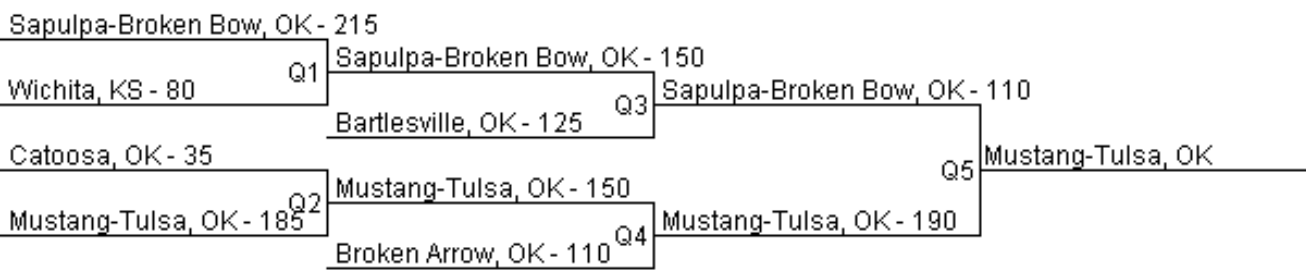 Sapulpa-Broken Bow, OK - 215
Sapulpa-Broken Bow, OK - 150
Q1
Wichita, KS - 80
Sapulpa-Broken Bow, OK - 110
Q3
Bartlesville, OK - 125
Catoosa, OK - 35
Mustang-Tulsa, OK
Q5
Mustang-Tulsa, OK - 150
Q2
Mustang-Tulsa, OK - 185
Mustang-Tulsa, OK - 190
Q4
Broken Arrow, OK - 110